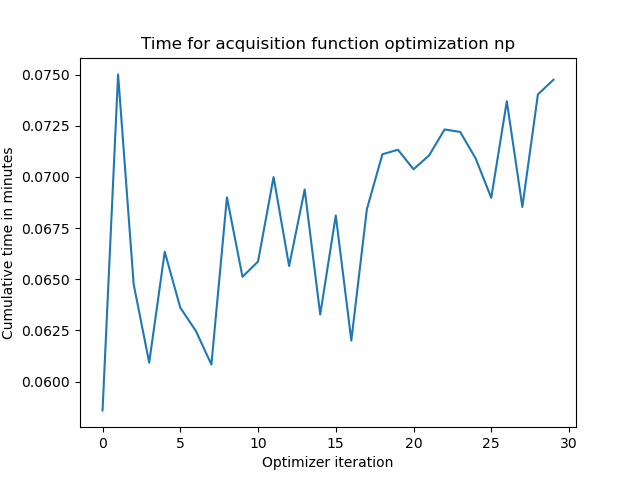 Time for acquisition function optimization np
0.0750
0.0725
0.0700
0.0675
0.0650
0.0625
0.0600
Cumulative time in minutes
0 5 10 15 20 25 30
Optimizer iteration